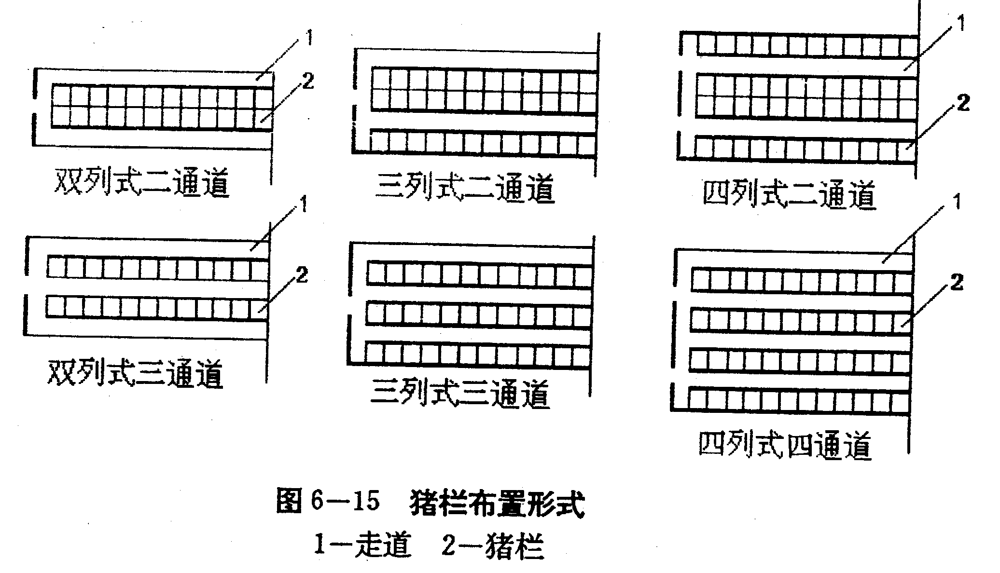 1
2
双列式二通道
三列式二通道
1
2
四列式二通道
1
2
双列式三通道
三列式三通道
1
2
四列式四通道
图 6—15 猪栏布置形式
1—走道 2—猪栏